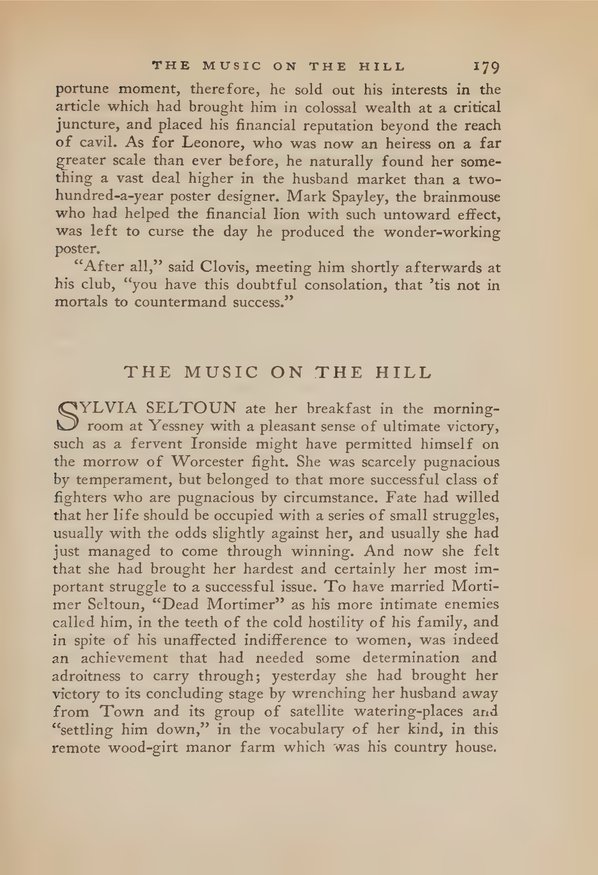 THE MUSIC ON THE HILL 179
portune moment, therefore, he sold out his interests in the
article which had brought him in colossal wealth at a critical
juncture, and placed his financial reputation beyond the reach
of cavil. As for Leonore, who was now an heiress on a far
greater scale than ever before, he naturally found her some-
thing a vast deal higher in the husband market than a two-
hundred-a-year poster designer. Mark Spayley, the brainmouse
who had helped the financial lion with such untoward effect,
was left to curse the day he produced the wonder-working
poster.
“After all,” said Clovis, meeting him shortly afterwards at
his club, “you have this doubtful consolation, that ’tis not in
mortals to countermand success.”
THE MUSIC ON THE HILL
SYLVIA SELTOUN ate her breakfast in the morning-
room at Yessney with a pleasant sense of ultimate victory,
such as a fervent Ironside might have permitted himself on
the morrow of Worcester fight. She was scarcely pugnacious
by temperament, but belonged to that more successful class of
fighters who are pugnacious by circumstance. Fate had willed
that her life should be occupied with a series of small struggles,
usually with the odds slightly against her, and usually she had
just managed to come through winning. And now she felt
that she had brought her hardest and certainly her most im-
portant struggle to a successful issue. To have married Morti-
mer Seltoun, “Dead Mortimer” as his more intimate enemies
called him, in the teeth of the cold hostility of his family, and
in spite of his unaffected indifference to women, was indeed
an achievement that had needed some determination and
adroitness to carry through; yesterday she had brought her
victory to its concluding stage by wrenching her husband away
from Town and its group of satellite watering-places and
“settling him down,” in the vocabulary of her kind, in this
remote wood-girt manor farm which was his country house.